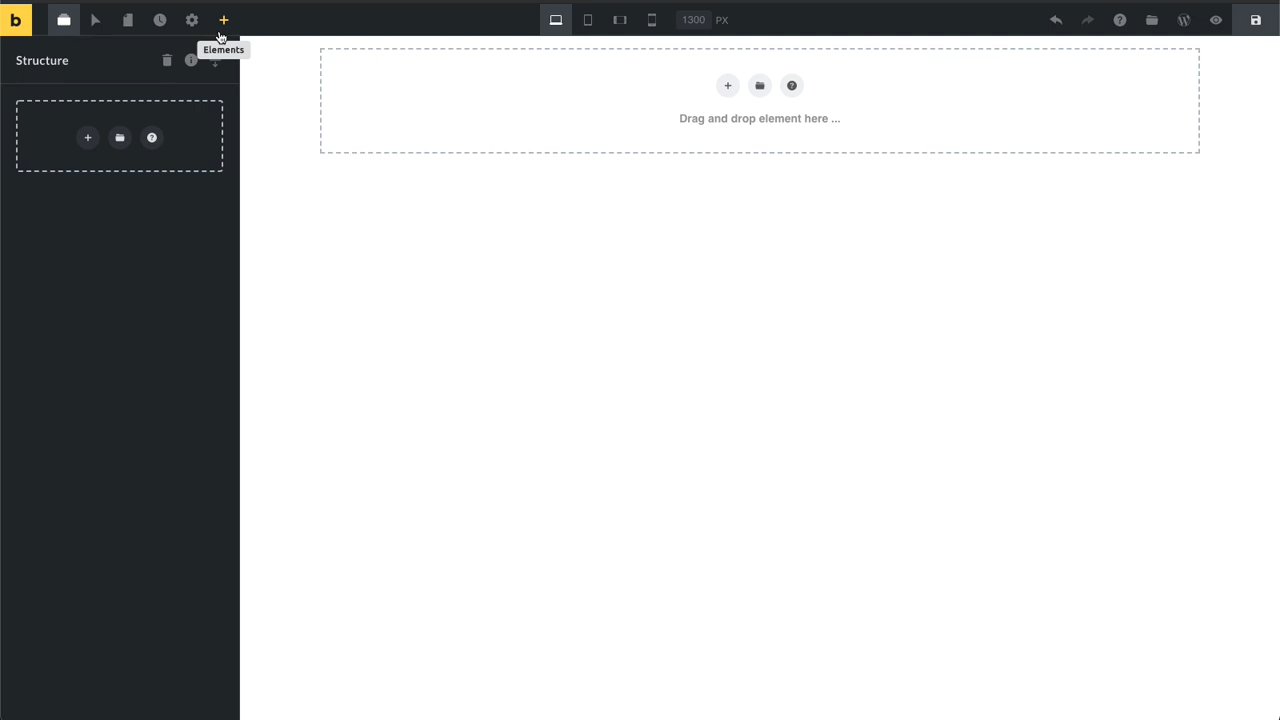 b
1300 PX
Elements
Structure
Drag and drop element here ...